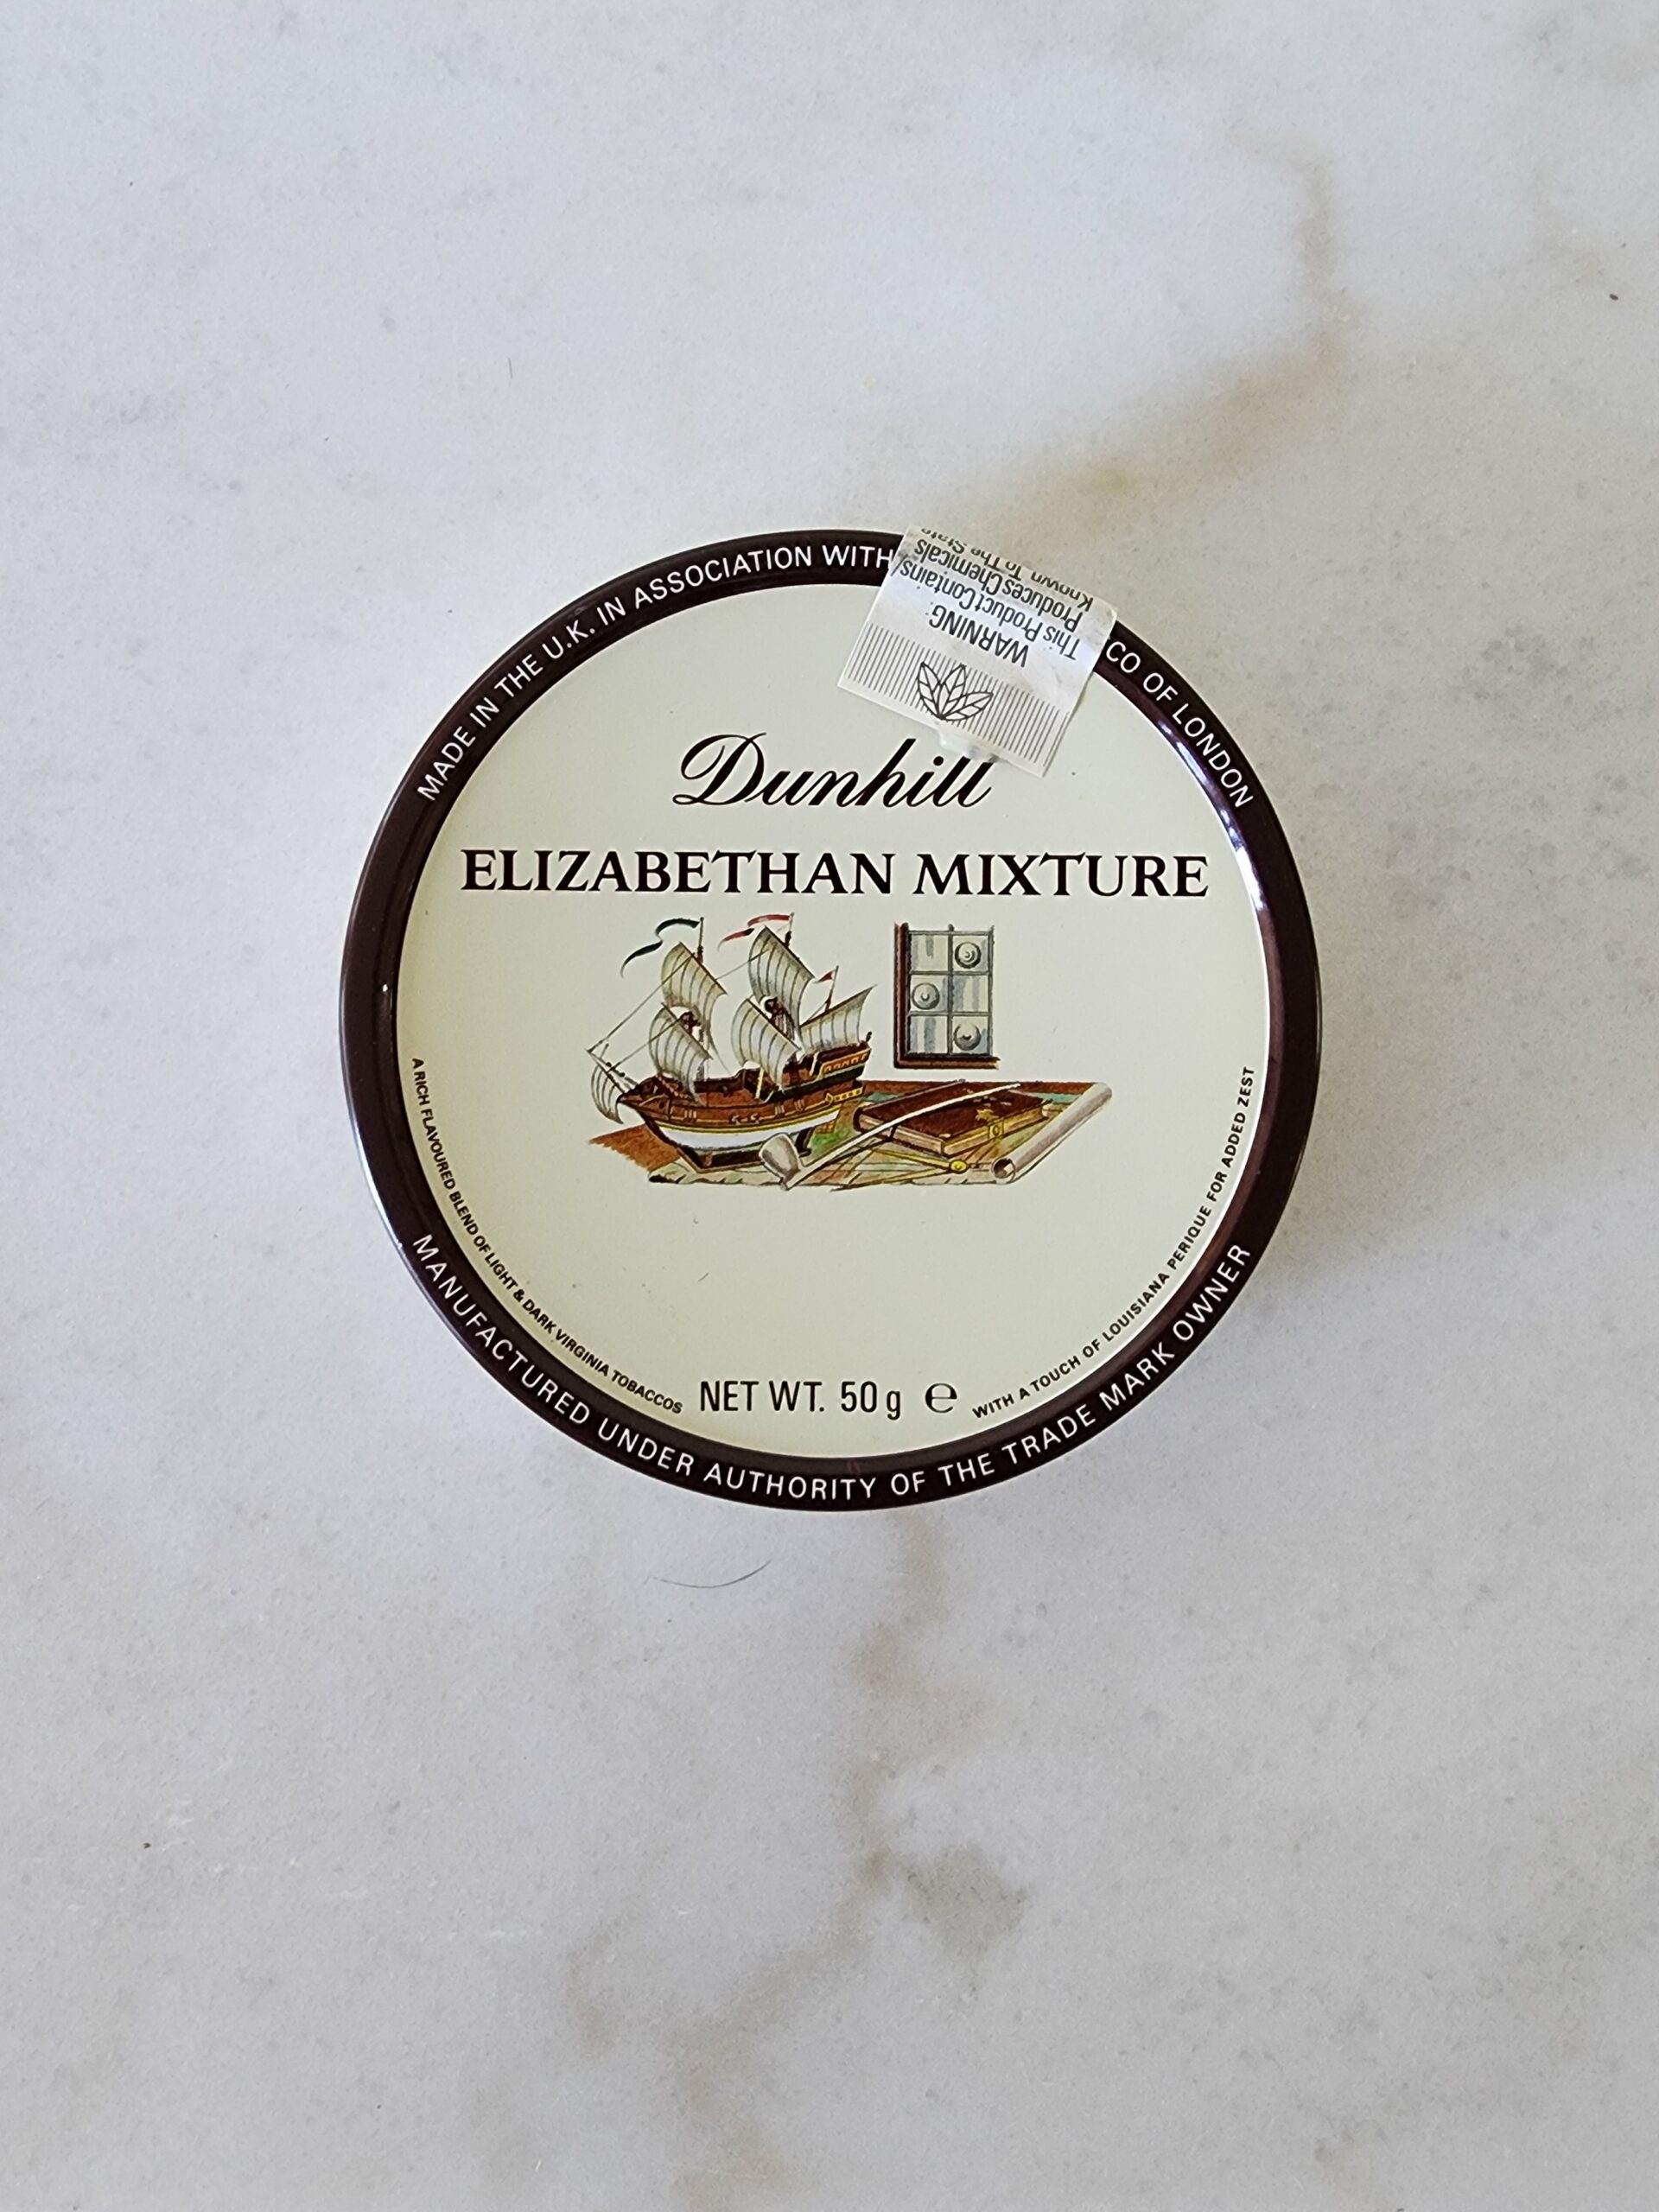 MADE IN THE U.K. IN ASSOCIATION WITH
CO OF LONDON
WARNING:
This Product Contains/
Produces Chemicals
Known To The State
Dunhill
ELIZABETHAN MIXTURE
A RICH FLAVOURED BLEND OF LIGHT & DARK VIRGINIA TOBACCOS
NET WT. 50 g ℮
WITH A TOUCH OF LOUISIANA PERIQUE FOR ADDED ZEST
MANUFACTURED UNDER AUTHORITY OF THE TRADE MARK OWNER